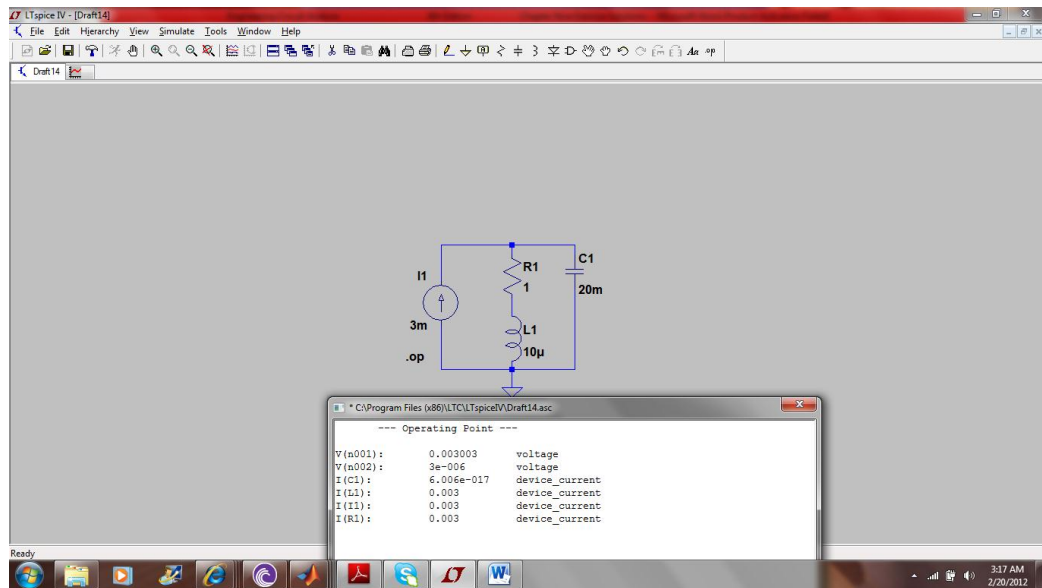 LTspice IV - [Draft14]
File Edit Hierarchy View Simulate Tools Window Help
Aa .op
Draft14
I1
3m
.op
R1
1
L1
10µ
C1
20m
* C:\Program Files (x86)\LTC\LTspiceIV\Draft14.asc
--- Operating Point ---
V(n001): 0.003003 voltage
V(n002): 3e-006 voltage
I(C1): 6.006e-017 device_current
I(L1): 0.003 device_current
I(I1): 0.003 device_current
I(R1): 0.003 device_current
Ready
3:17 AM
2/20/2012